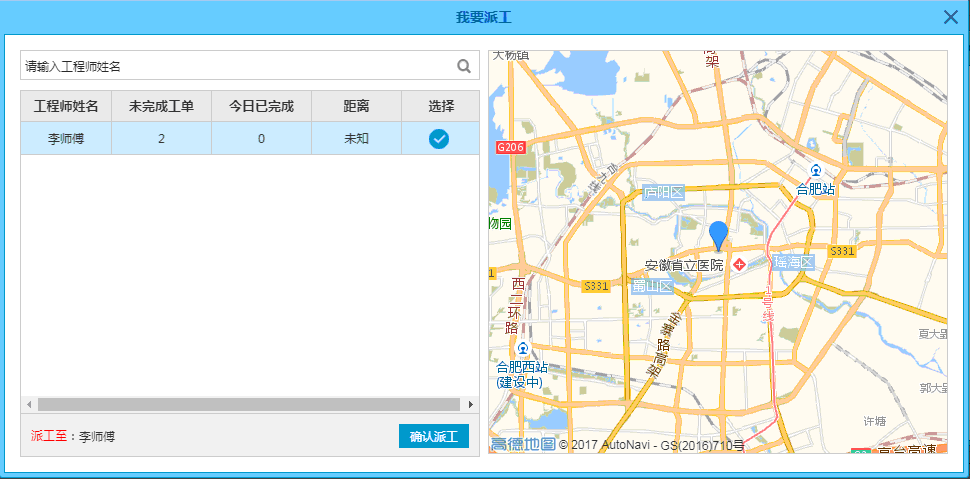 我要派工
请输入工程师姓名
工程师姓名 未完成工单 今日已完成 距离 选择
李师傅 2 0 未知
派工至：李师傅
确认派工
大杨镇
高架
G206
合九线
合肥站
庐阳区
物园
S331
安徽省立医院
瑶海区
1
S331
蜀山区
西二环路
1号线
金寨路高架
夏大
合肥西站
(建设中)
郭大
许塘
高德地图 © 2017 AutoNavi - GS(2016)710号